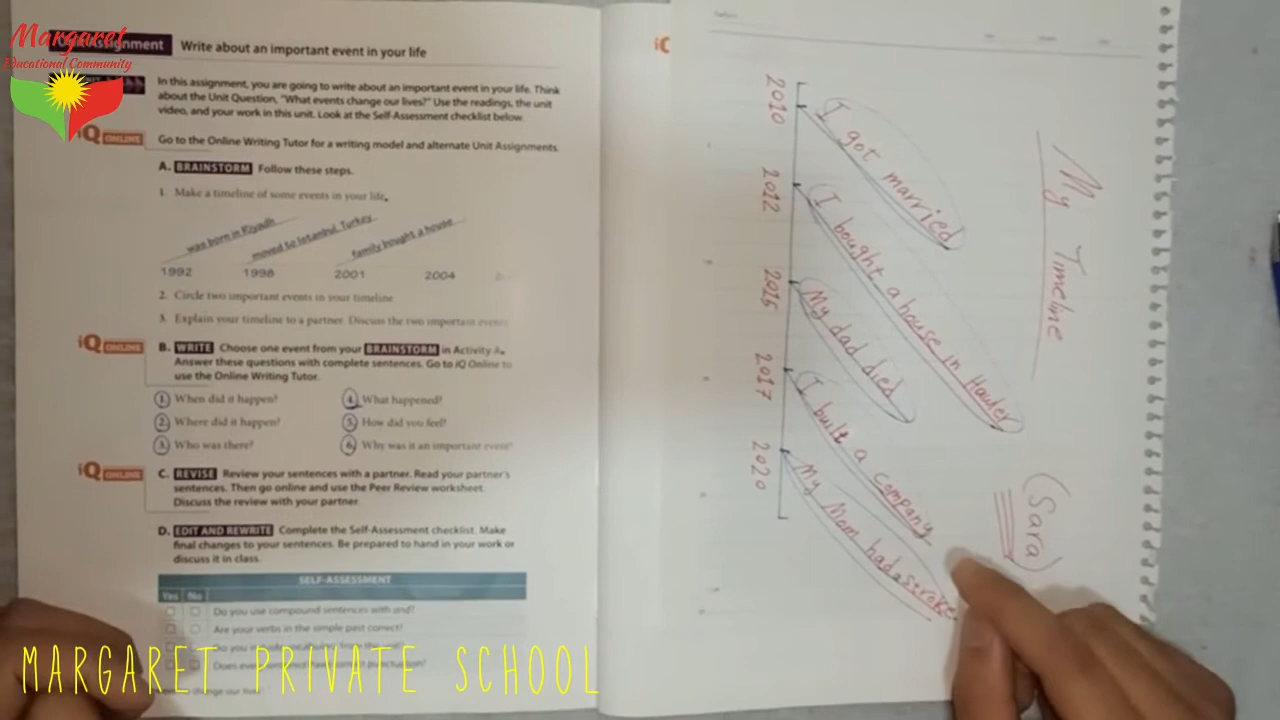 Margaret
Educational Community
Assignment
Write about an important event in your life
In this assignment, you are going to write about an important event in your life. Think
about the Unit Question, "What events change our lives?" Use the readings, the unit
video, and your work in this unit. Look at the Self-Assessment checklist below.
iQ ONLINE
Go to the Online Writing Tutor for a writing model and alternate Unit Assignments.
A. BRAINSTORM Follow these steps.
1. Make a timeline of some events in your life.
was born in Riyadh
moved to Istanbul, Turkey
family bought a house
1992 1998 2001 2004
2. Circle two important events in your timeline
3. Explain your timeline to a partner. Discuss the two important events
iQ ONLINE
B. WRITE Choose one event from your BRAINSTORM in Activity A.
Answer these questions with complete sentences. Go to iQ Online to
use the Online Writing Tutor.
1. When did it happen?
2. Where did it happen?
3. Who was there?
4. What happened?
5. How did you feel?
6. Why was it an important event?
iQ ONLINE
C. REVISE Review your sentences with a partner. Read your partner's
sentences. Then go online and use the Peer Review worksheet.
Discuss the review with your partner.
D. EDIT AND REWRITE Complete the Self-Assessment checklist. Make
final changes to your sentences. Be prepared to hand in your work or
discuss it in class.
SELF-ASSESSMENT
Yes No
Do you use compound sentences with and?
Are your verbs in the simple past correct?
MARGARET PRIVATE SCHOOL
iQ
My Timeline
(Sara)
2010 I got married
2012 I bought a house in Hawler
2015 My dad died
2017 I built a company
2020 My Mom had a stroke